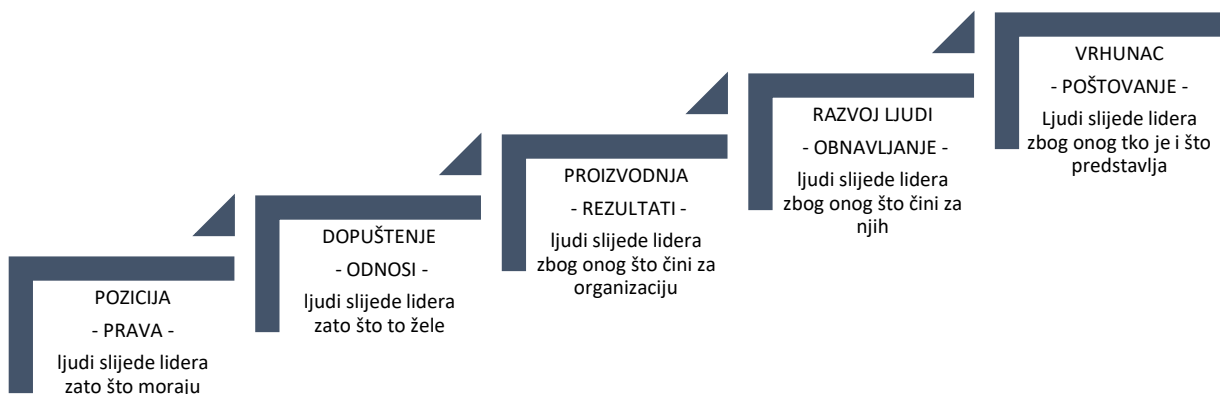 POZICIJA
- PRAVA -
ljudi slijede lidera
zato što moraju
DOPUŠTENJE
- ODNOSI -
ljudi slijede lidera
zato što to žele
PROIZVODNJA
- REZULTATI -
ljudi slijede lidera
zbog onog što čini za
organizaciju
RAZVOJ LJUDI
- OBNAVLJANJE -
ljudi slijede lidera
zbog onog što čini za
njih
VRHUNAC
- POŠTOVANJE -
Ljudi slijede lidera
zbog onog tko je i što
predstavlja